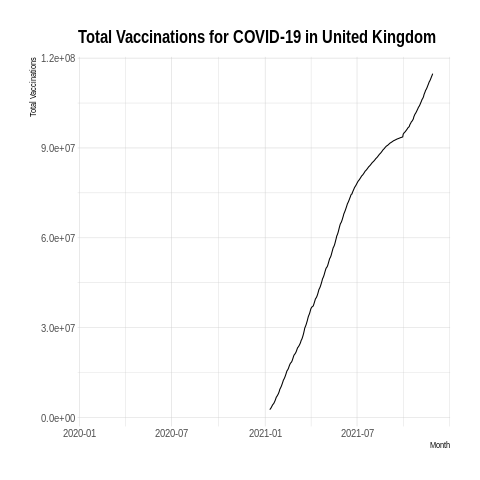 Total Vaccinations for COVID-19 in United Kingdom
Total Vaccinations
1.2e+08
9.0e+07
6.0e+07
3.0e+07
0.0e+00
2020-01 2020-07 2021-01 2021-07
Month